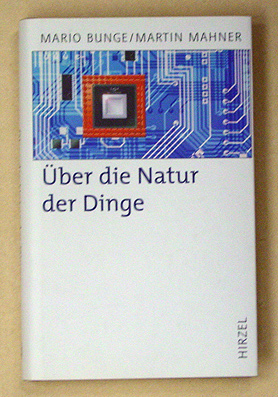 MARIO BUNGE/MARTIN MAHNER
Über die Natur
der Dinge
HIRZEL